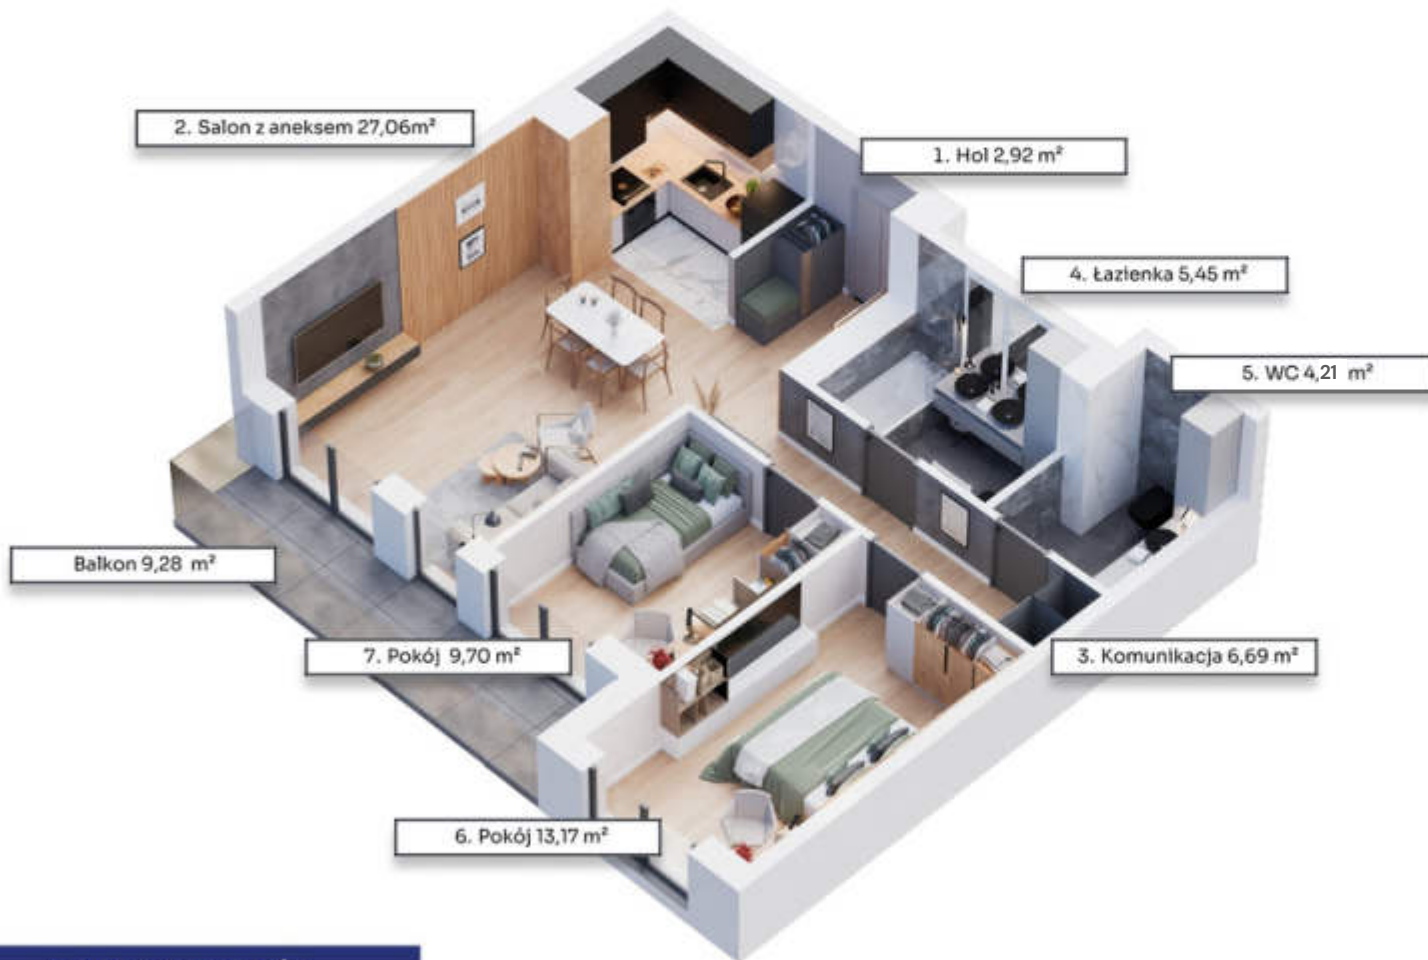 2. Salon z aneksem 27,06m²
1. Hol 2,92 m²
4. Łazienka 5,45 m²
5. WC 4,21 m²
Balkon 9,28 m²
7. Pokój 9,70 m²
3. Komunikacja 6,69 m²
6. Pokój 13,17 m²